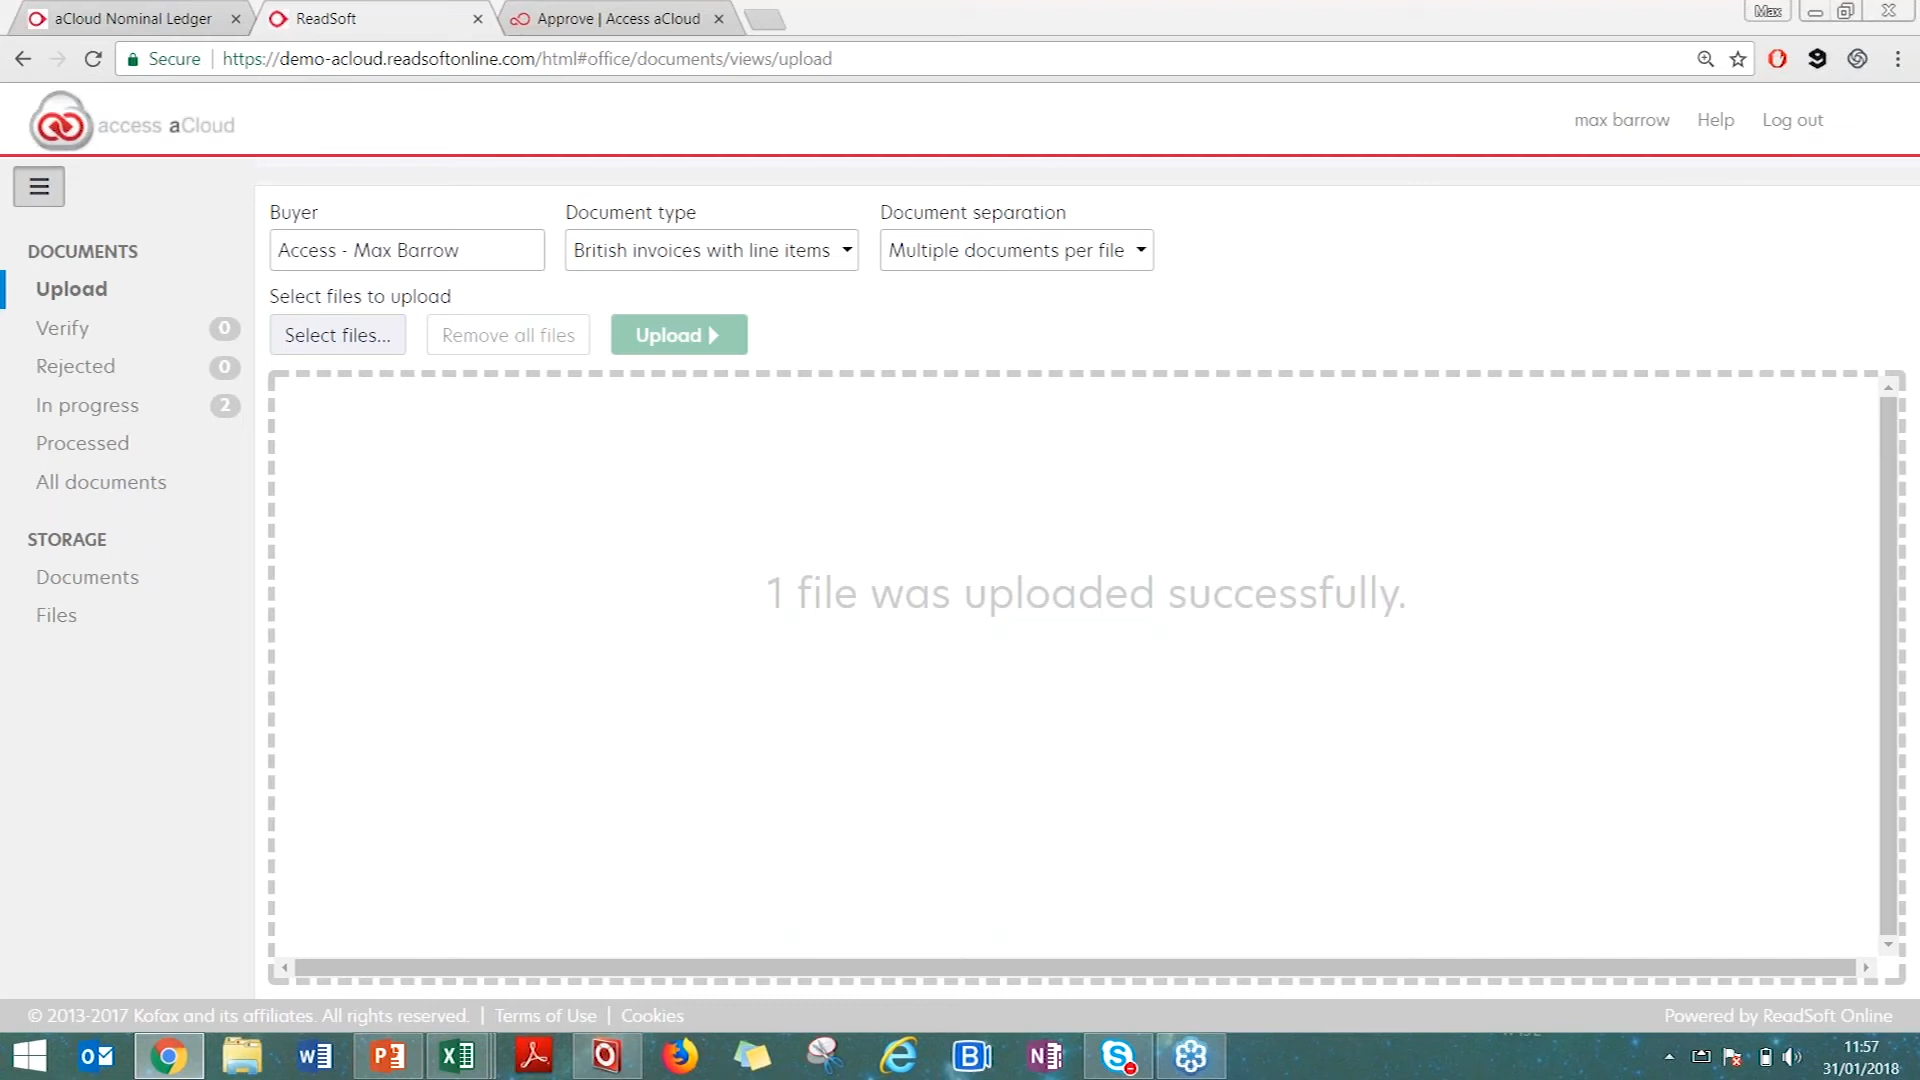 aCloud Nominal Ledger
ReadSoft
Approve | Access aCloud
Max
Secure
https://demo-acloud.readsoftonline.com/html#office/documents/views/upload
access aCloud
max barrow
Help
Log out
Buyer
Document type
Document separation
Access - Max Barrow
British invoices with line items
Multiple documents per file
Select files to upload
Select files...
Remove all files
Upload
DOCUMENTS
Upload
Verify 0
Rejected 0
In progress 2
Processed
All documents
STORAGE
Documents
Files
1 file was uploaded successfully.
© 2013-2017 Kofax and its affiliates. All rights reserved. | Terms of Use | Cookies
Powered by ReadSoft Online
11:57
31/01/2018